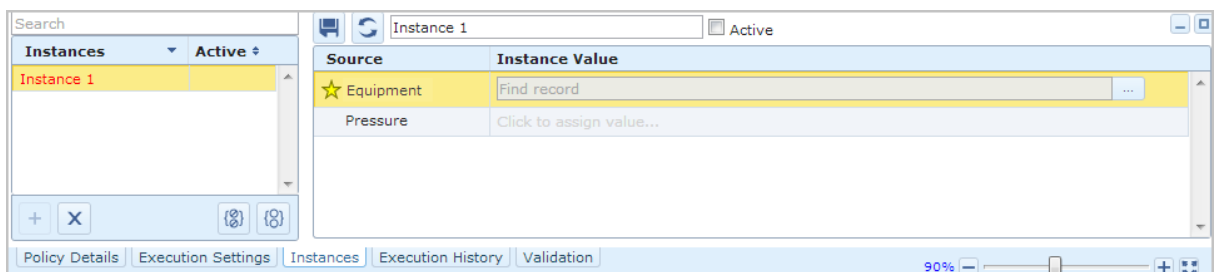 Search
Instances Active
Instance 1
Instance 1 Active
Source Instance Value
Equipment Find record ...
Pressure Click to assign value...
Policy Details Execution Settings Instances Execution History Validation
90%